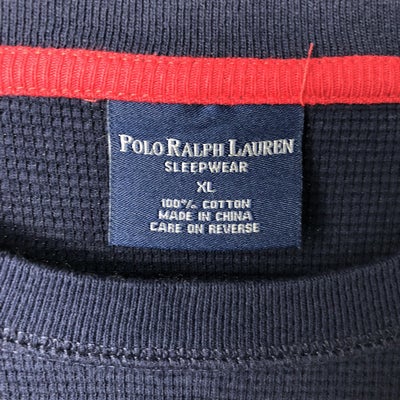 POLO RALPH LAUREN
SLEEPWEAR
XL
100% COTTON
MADE IN CHINA
CARE ON REVERSE